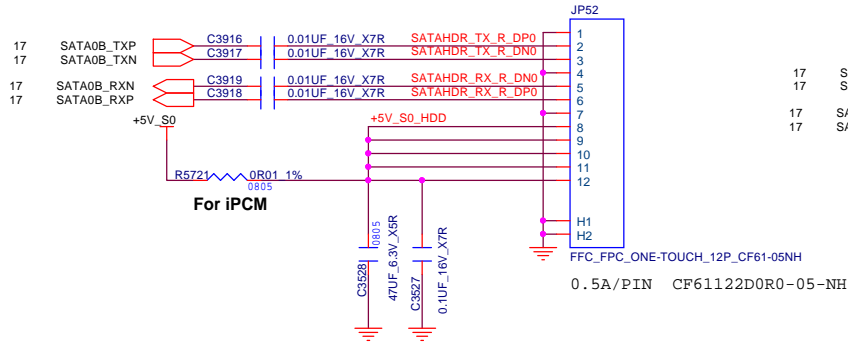 JP52
17 SATA0B_TXP C3916 0.01UF_16V_X7R SATAHDR_TX_R_DP0 1
17 SATA0B_TXN C3917 0.01UF_16V_X7R SATAHDR_TX_R_DN0 2
3
4 17 S
17 SATA0B_RXN C3919 0.01UF_16V_X7R SATAHDR_RX_R_DN0 5 17 S
17 SATA0B_RXP C3918 0.01UF_16V_X7R SATAHDR_RX_R_DP0 6
7 17 SA
+5V_S0 +5V_S0_HDD 8 17 SA
9
10
11
R5721 0R01_1% 12
0805
For iPCM
H1
H2
C3528 47UF_6.3V_X5R 0805
C3527 0.1UF_16V_X7R
FFC_FPC_ONE-TOUCH_12P_CF61-05NH
0.5A/PIN CF61122D0R0-05-NH